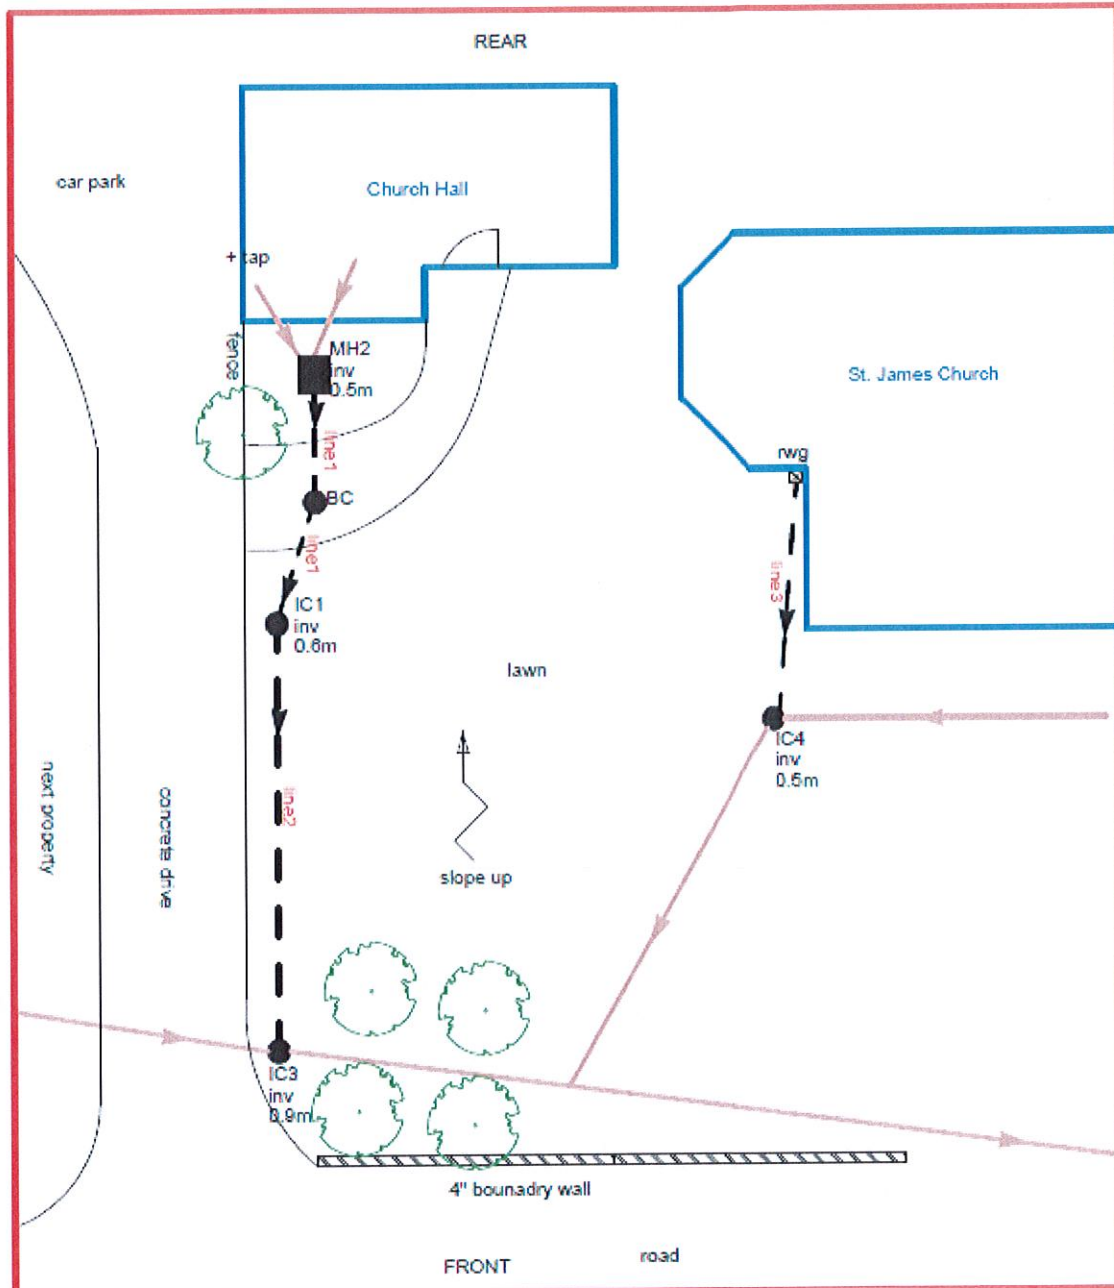 REAR
car park
Church Hall
+ tap
fence
MH2
inv
0.5m
St. James Church
line1
rwg
BC
line1
line3
IC1
inv
0.6m
lawn
IC4
inv
0.5m
next property
concrete drive
line2
slope up
IC3
inv
0.9m
4" bounadry wall
FRONT
road